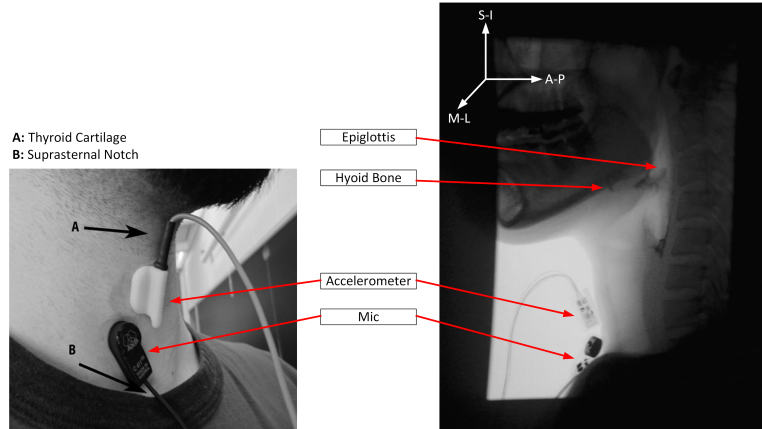 S-I
A-P
M-L
A: Thyroid Cartilage
B: Suprasternal Notch
Epiglottis
Hyoid Bone
A
Accelerometer
Mic
B